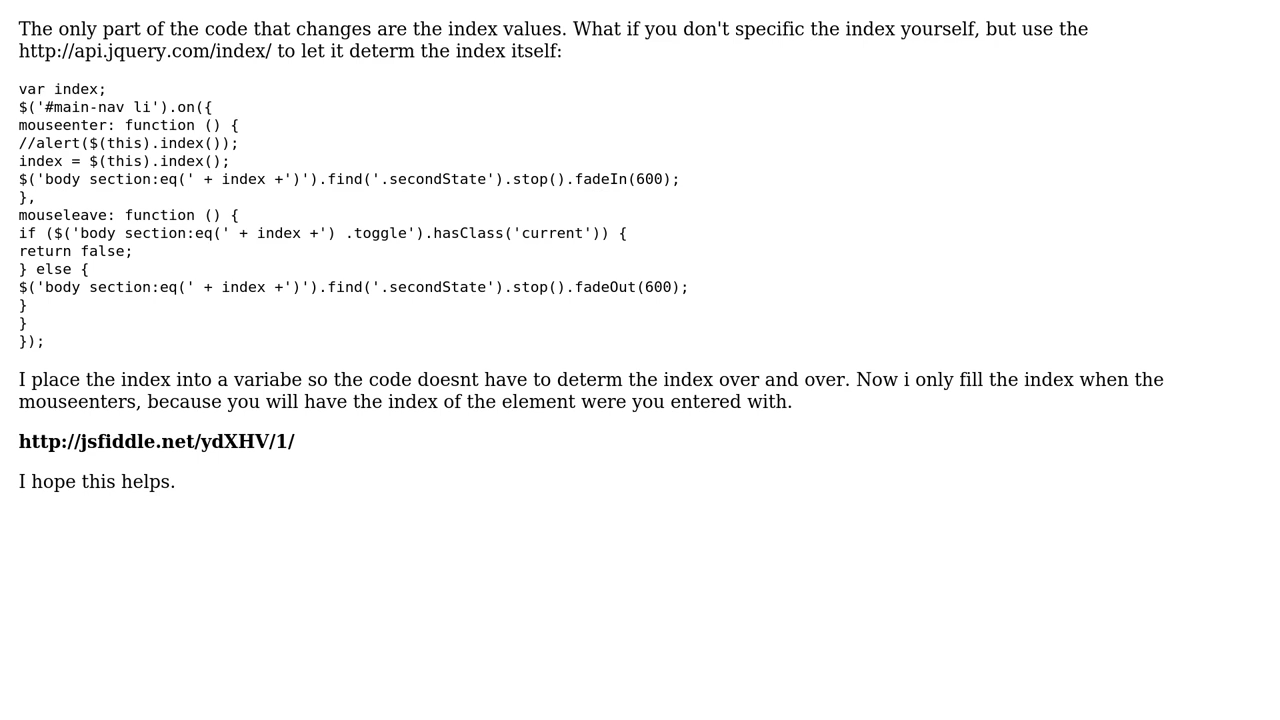 The only part of the code that changes are the index values. What if you don't specific the index yourself, but use the
http://api.jquery.com/index/ to let it determ the index itself:
var index;
$('#main-nav li').on({
mouseenter: function () {
//alert($(this).index());
index = $(this).index();
$('body section:eq(' + index +')').find('.secondState').stop().fadeIn(600);
},
mouseleave: function () {
if ($('body section:eq(' + index +') .toggle').hasClass('current')) {
return false;
} else {
$('body section:eq(' + index +')').find('.secondState').stop().fadeOut(600);
}
}
});
I place the index into a variabe so the code doesnt have to determ the index over and over. Now i only fill the index when the
mouseenters, because you will have the index of the element were you entered with.
http://jsfiddle.net/ydXHV/1/
I hope this helps.